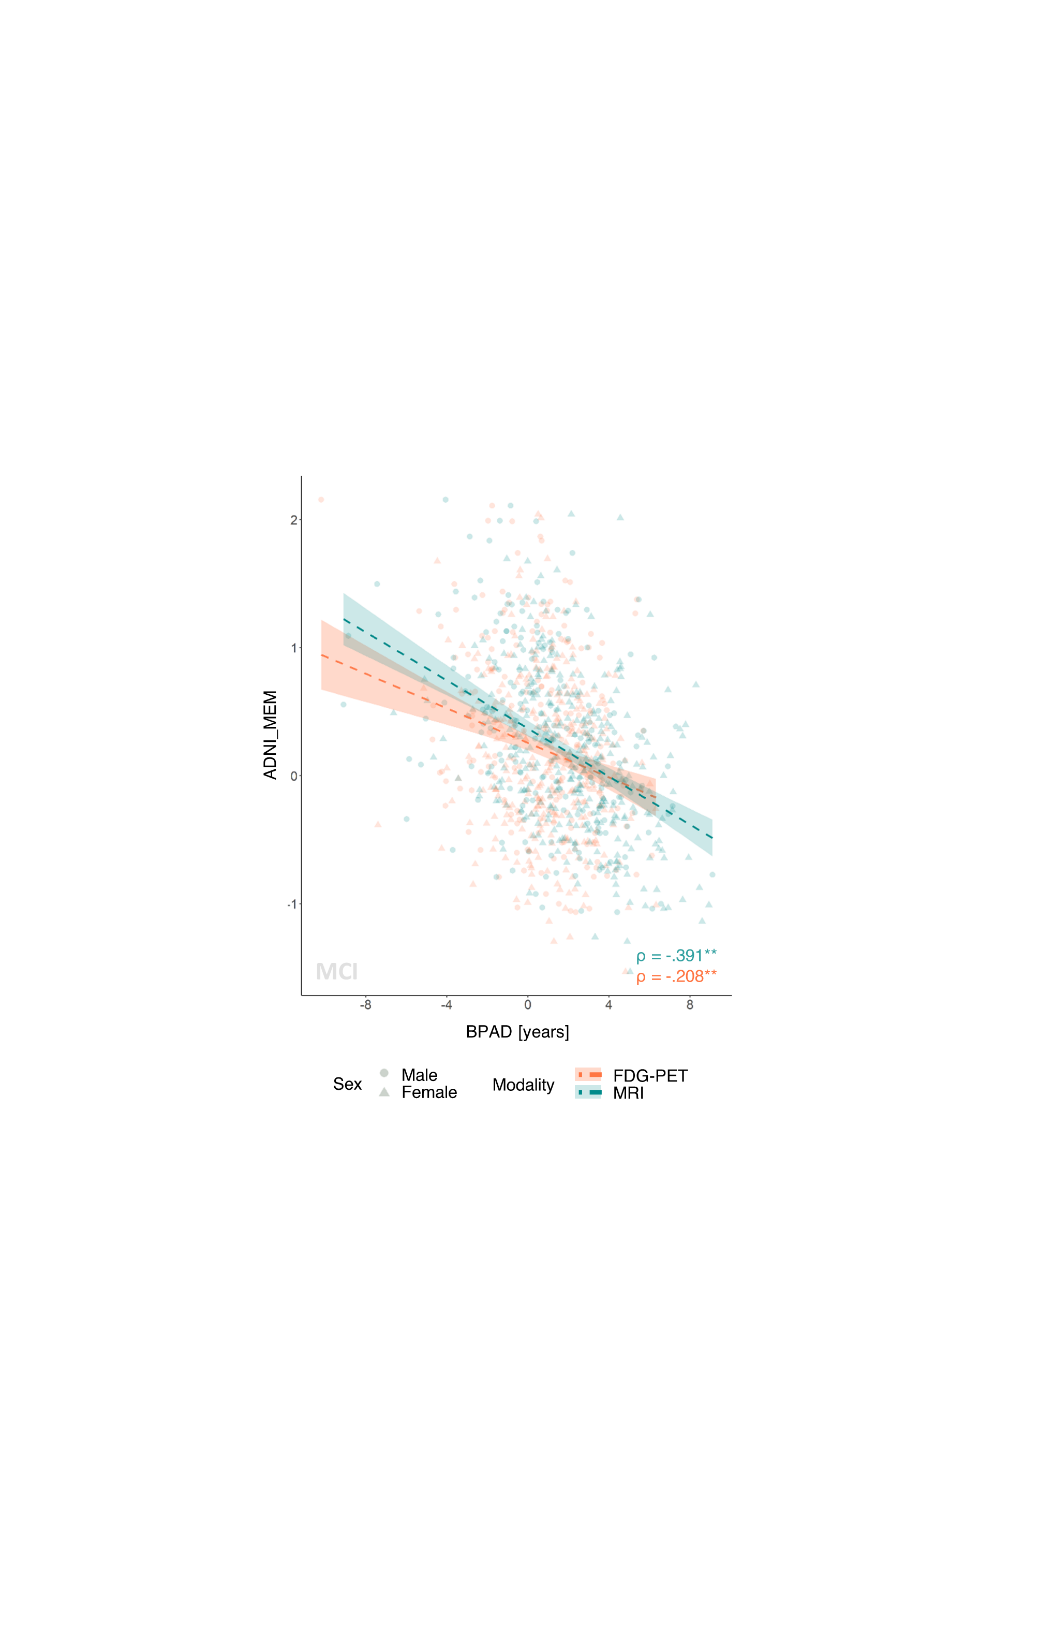 2
1
0
-1
ADNI_MEM
MCI
ρ = -.391**
ρ = -.208**
-8 -4 0 4 8
BPAD [years]
Sex
Male
Female
Modality
FDG-PET
MRI